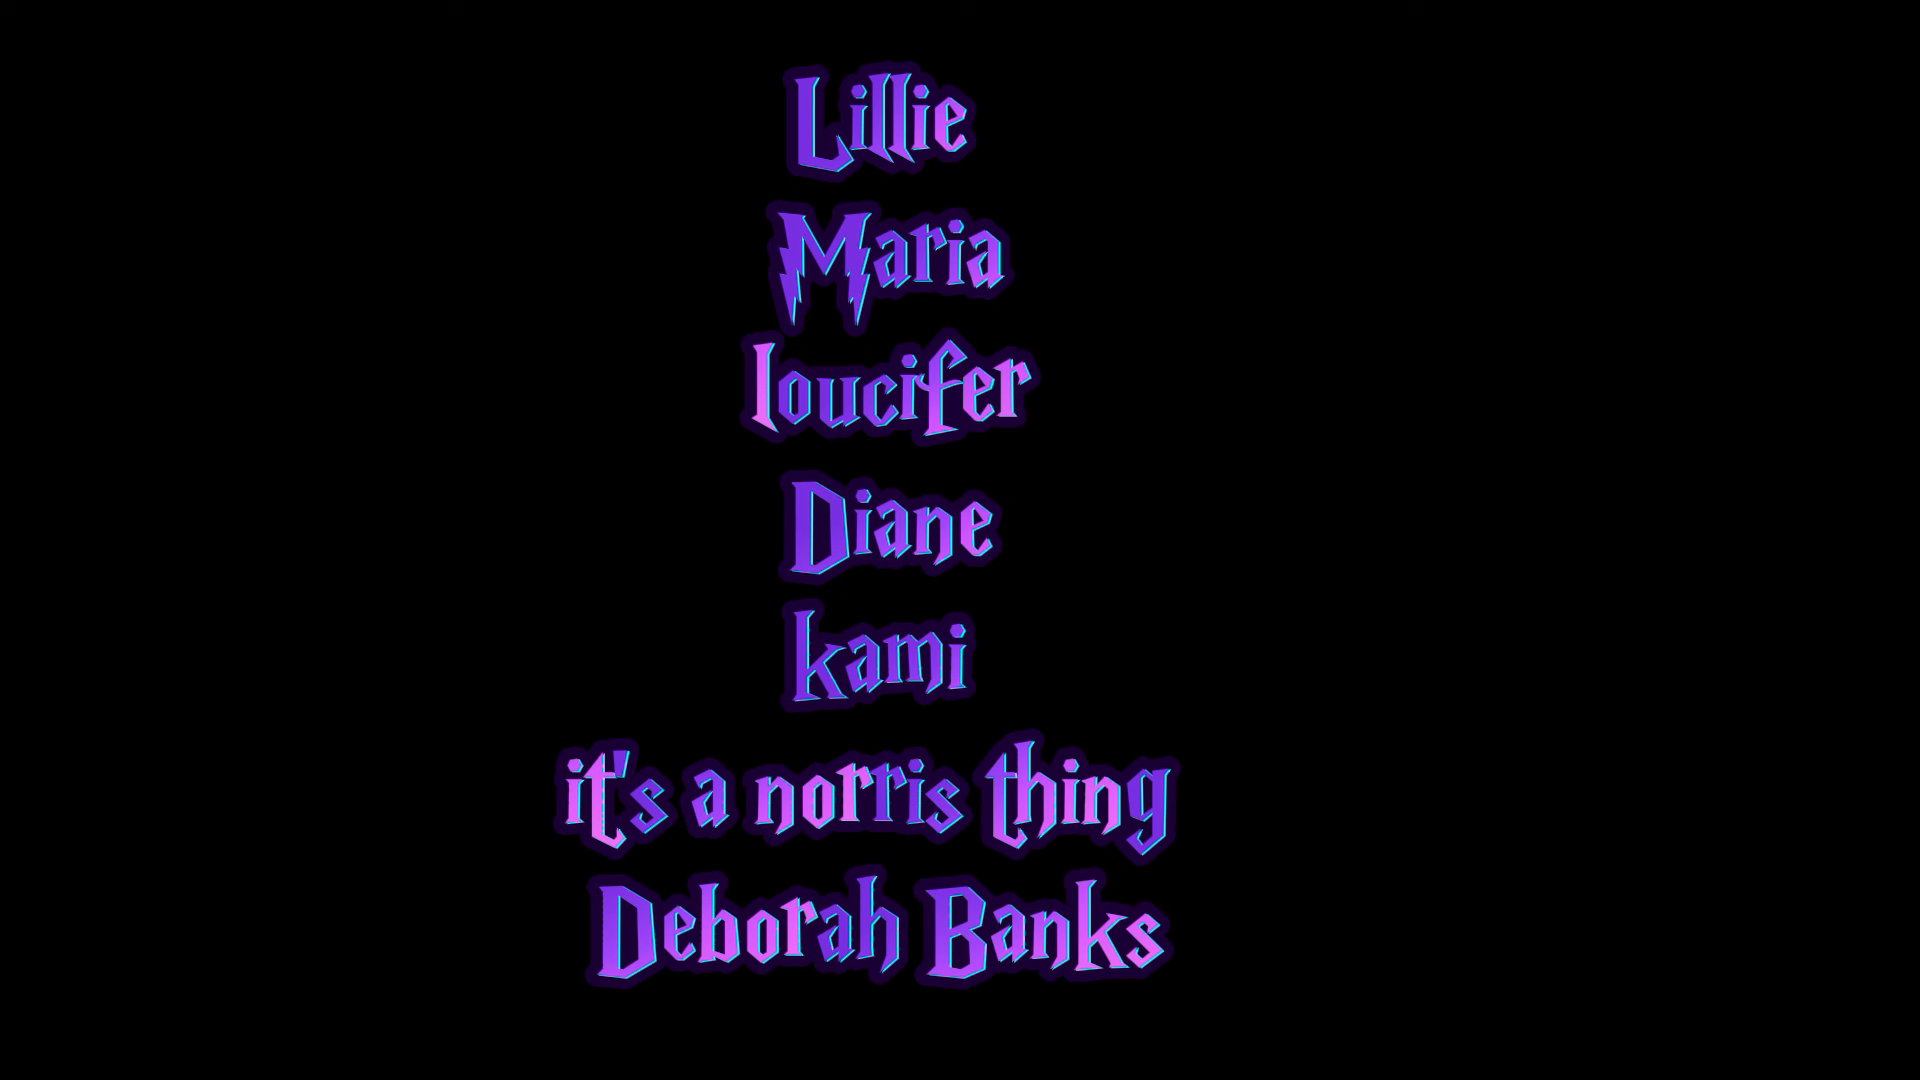 Lillie
Maria
loucifer
Diane
kami
it's a norris thing
Deborah Banks